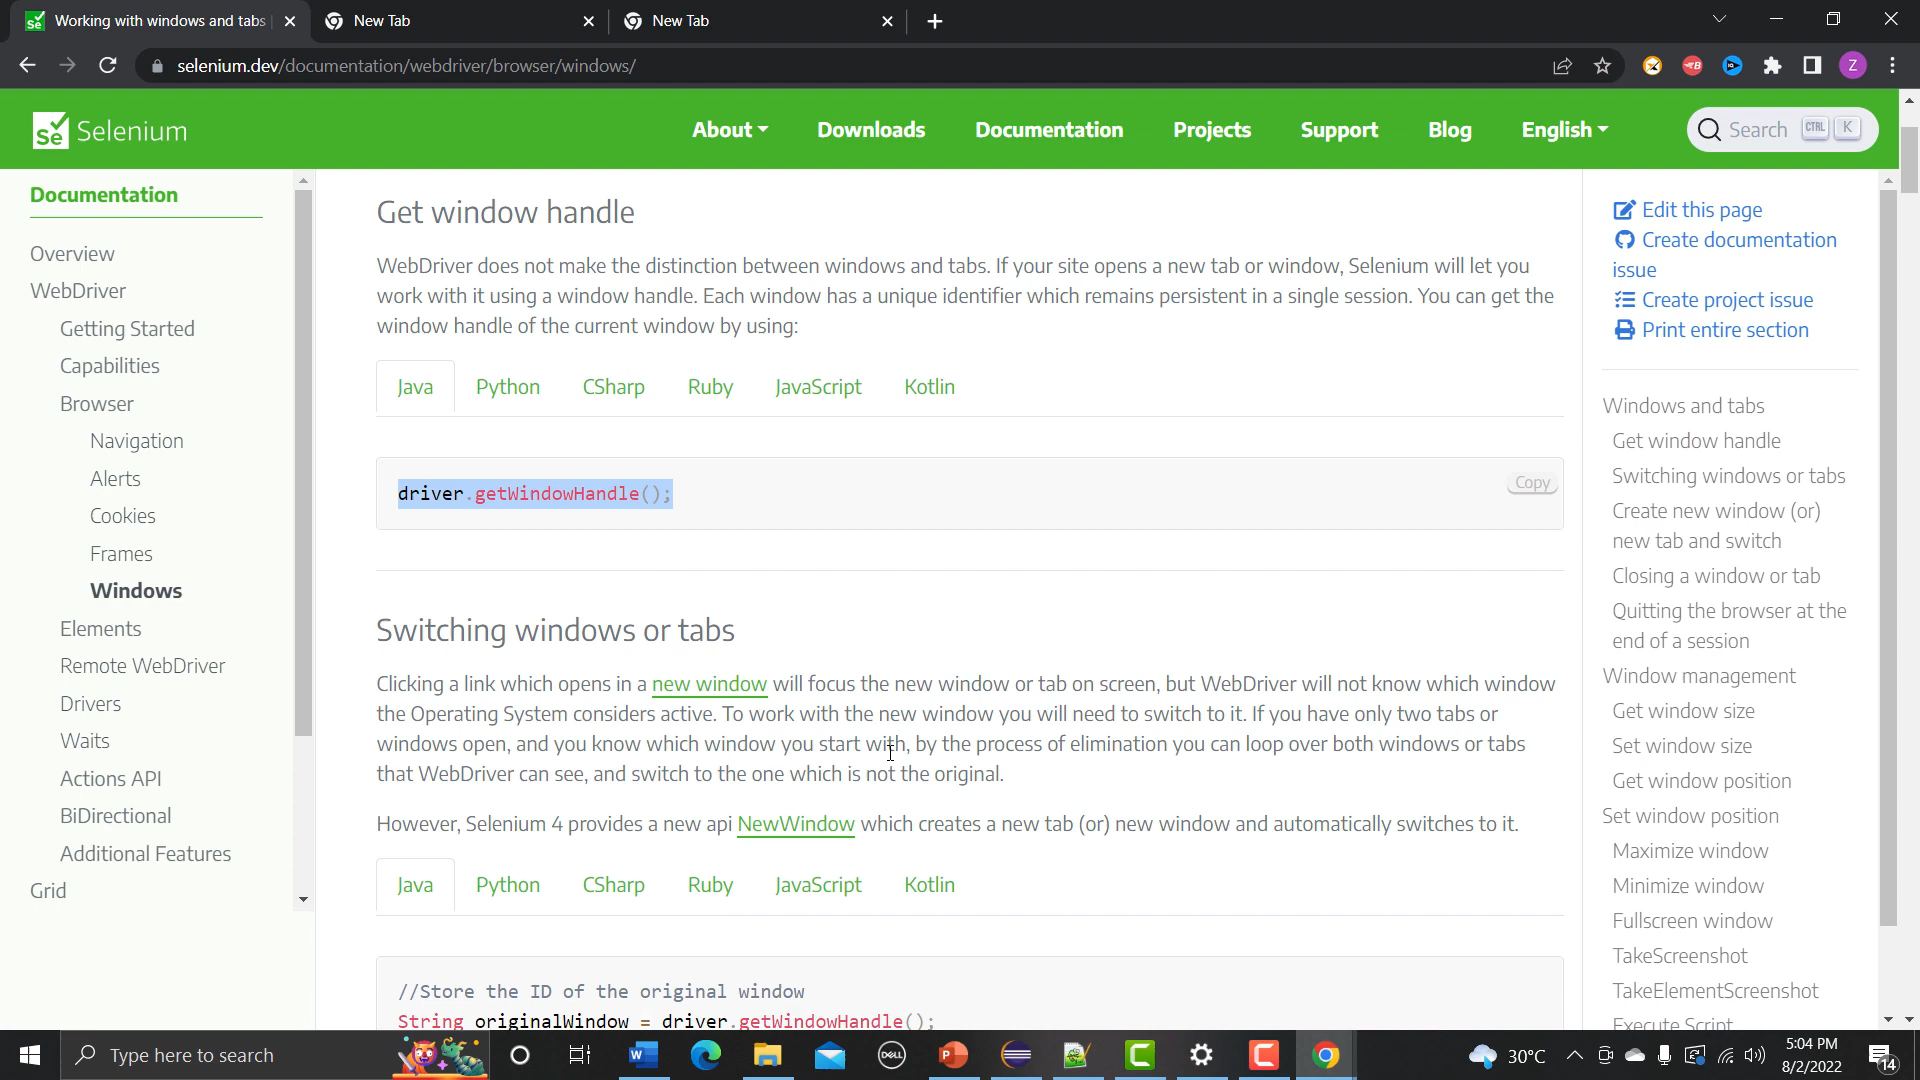 Working with windows and tabs
New Tab
New Tab
selenium.dev/documentation/webdriver/browser/windows/
Z
Selenium
About
Downloads
Documentation
Projects
Support
Blog
English
Search CTRL K
Documentation
Overview
WebDriver
Getting Started
Capabilities
Browser
Navigation
Alerts
Cookies
Frames
Windows
Elements
Remote WebDriver
Drivers
Waits
Actions API
BiDirectional
Additional Features
Grid
Get window handle
WebDriver does not make the distinction between windows and tabs. If your site opens a new tab or window, Selenium will let you
work with it using a window handle. Each window has a unique identifier which remains persistent in a single session. You can get the
window handle of the current window by using:
Java Python CSharp Ruby JavaScript Kotlin
driver.getWindowHandle();
Copy
Switching windows or tabs
Clicking a link which opens in a new window will focus the new window or tab on screen, but WebDriver will not know which window
the Operating System considers active. To work with the new window you will need to switch to it. If you have only two tabs or
windows open, and you know which window you start with, by the process of elimination you can loop over both windows or tabs
that WebDriver can see, and switch to the one which is not the original.
However, Selenium 4 provides a new api NewWindow which creates a new tab (or) new window and automatically switches to it.
Java Python CSharp Ruby JavaScript Kotlin
//Store the ID of the original window
String originalWindow = driver.getWindowHandle();
Edit this page
Create documentation
issue
Create project issue
Print entire section
Windows and tabs
Get window handle
Switching windows or tabs
Create new window (or)
new tab and switch
Closing a window or tab
Quitting the browser at the
end of a session
Window management
Get window size
Set window size
Get window position
Set window position
Maximize window
Minimize window
Fullscreen window
TakeScreenshot
TakeElementScreenshot
Execute Script
Type here to search
30°C
5:04 PM
8/2/2022
14